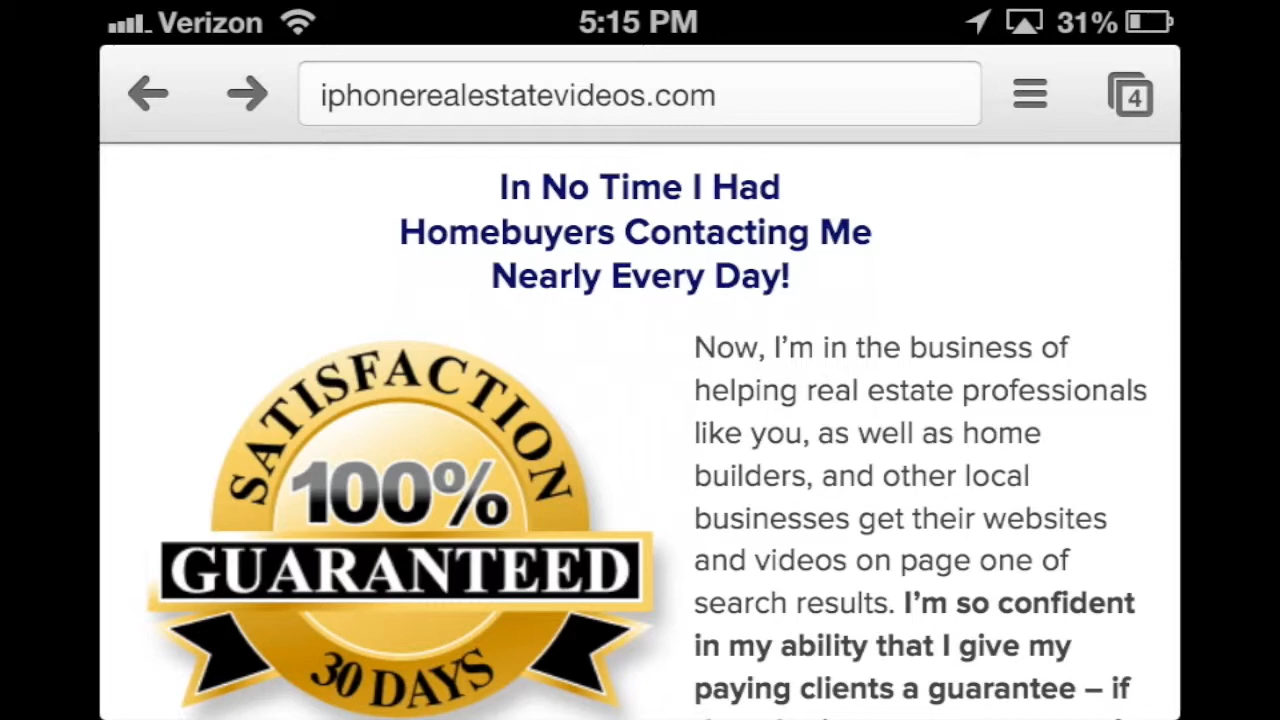 Verizon 5:15 PM 31%
iphonerealestatevideos.com 4
In No Time I Had
Homebuyers Contacting Me
Nearly Every Day!
SATISFACTION
100%
GUARANTEED
30 DAYS
Now, I'm in the business of
helping real estate professionals
like you, as well as home
builders, and other local
businesses get their websites
and videos on page one of
search results. I'm so confident
in my ability that I give my
paying clients a guarantee – if